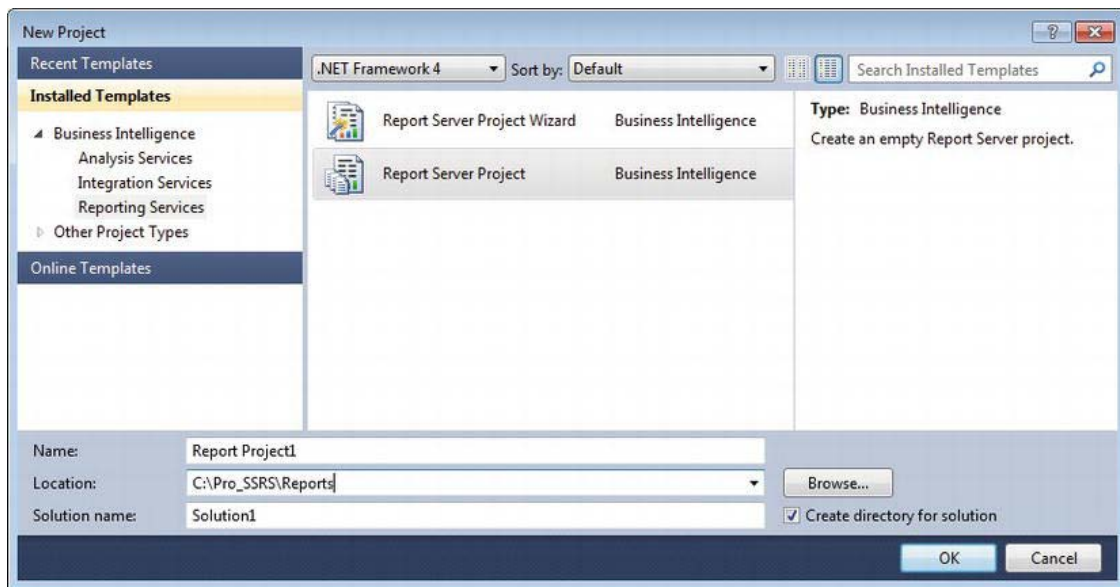 New Project
Recent Templates
Installed Templates
Business Intelligence
Analysis Services
Integration Services
Reporting Services
Other Project Types
Online Templates
.NET Framework 4 Sort by: Default Search Installed Templates
Report Server Project Wizard Business Intelligence
Report Server Project Business Intelligence
Type: Business Intelligence
Create an empty Report Server project.
Name: Report Project1
Location: C:\Pro_SSRS\Reports Browse...
Solution name: Solution1 Create directory for solution
OK Cancel